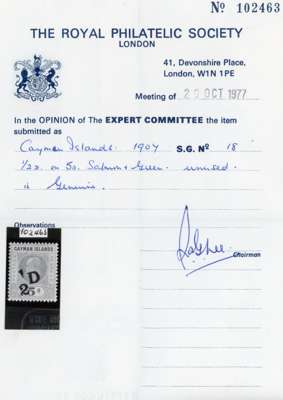 Nº 102463
THE ROYAL PHILATELIC SOCIETY
LONDON
41, Devonshire Place,
London, W1N 1PE
Meeting of 20 OCT 1977
In the OPINION of The EXPERT COMMITTEE the item
submitted as
Cayman Islands. 1907 S.G. Nº 18
1/2d. on 5s. Salmon & Green. unused.
is Genuine.
Observations
102463
Chairman
CAYMAN ISLANDS